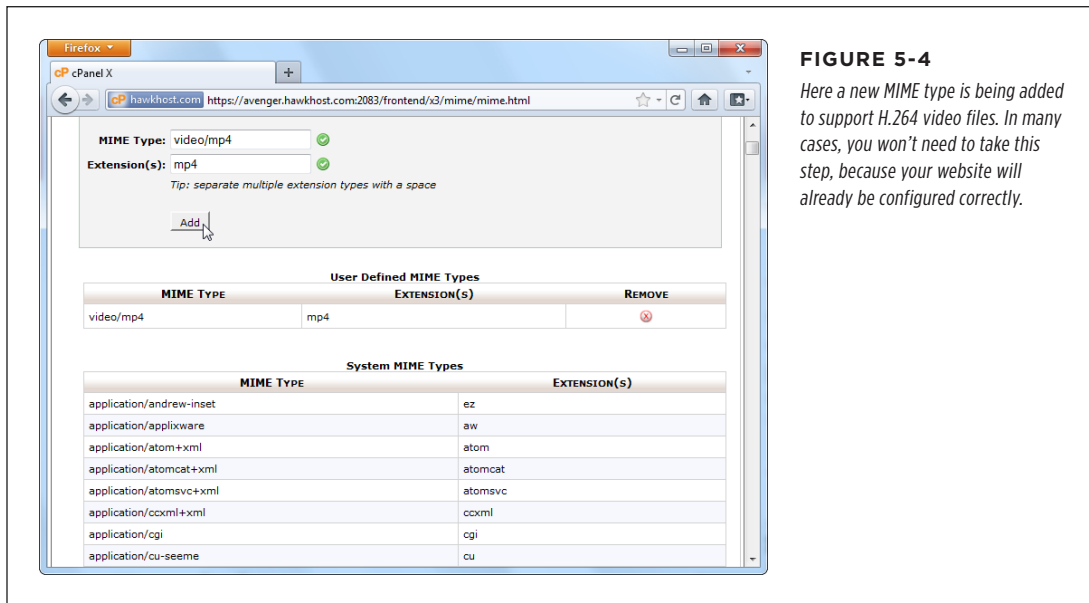 Firefox
cP cPanel X
cP hawkhost.com https://avenger.hawkhost.com:2083/frontend/x3/mime/mime.html
MIME Type: video/mp4
Extension(s): mp4
Tip: separate multiple extension types with a space
Add
User Defined MIME Types
MIME Type Extension(s) Remove
video/mp4 mp4
System MIME Types
MIME Type Extension(s)
application/andrew-inset ez
application/applixware aw
application/atom+xml atom
application/atomcat+xml atomcat
application/atomsvc+xml atomsvc
application/ccxml+xml ccxml
application/cgi cgi
application/cu-seeme cu
FIGURE 5-4
Here a new MIME type is being added
to support H.264 video files. In many
cases, you won't need to take this
step, because your website will
already be configured correctly.